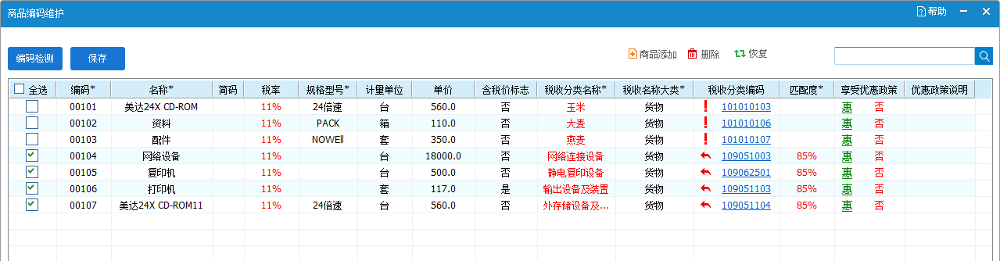 商品编码维护 帮助
编码检测 保存 商品添加 删除 恢复
全选 编码* 名称* 简码 税率 规格型号* 计量单位 单价 含税价标志 税收分类名称* 税收名称大类* 税收分类编码 匹配度* 享受优惠政策 优惠政策说明
00101 美达24X CD-ROM 11% 24倍速 台 560.0 否 玉米 货物 ! 101010103 惠 否
00102 资料 11% PACK 箱 110.0 否 大麦 货物 ! 101010106 惠 否
00103 配件 11% NOWEll 套 350.0 否 燕麦 货物 ! 101010107 惠 否
00104 网络设备 11% 台 18000.0 否 网络连接设备 货物 109051003 85% 惠 否
00105 复印机 11% 台 500.0 否 静电复印设备 货物 109062501 85% 惠 否
00106 打印机 11% 套 117.0 是 输出设备及装置 货物 109051103 85% 惠 否
00107 美达24X CD-ROM11 11% 24倍速 台 560.0 否 外存储设备及... 货物 109051104 85% 惠 否